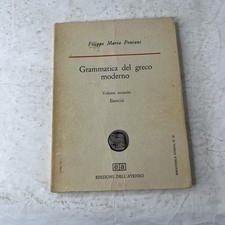 Filippo Maria Pontani
Grammatica del greco
moderno
Volume secondo
Esercizi
EDIZIONI DELL'ATENEO